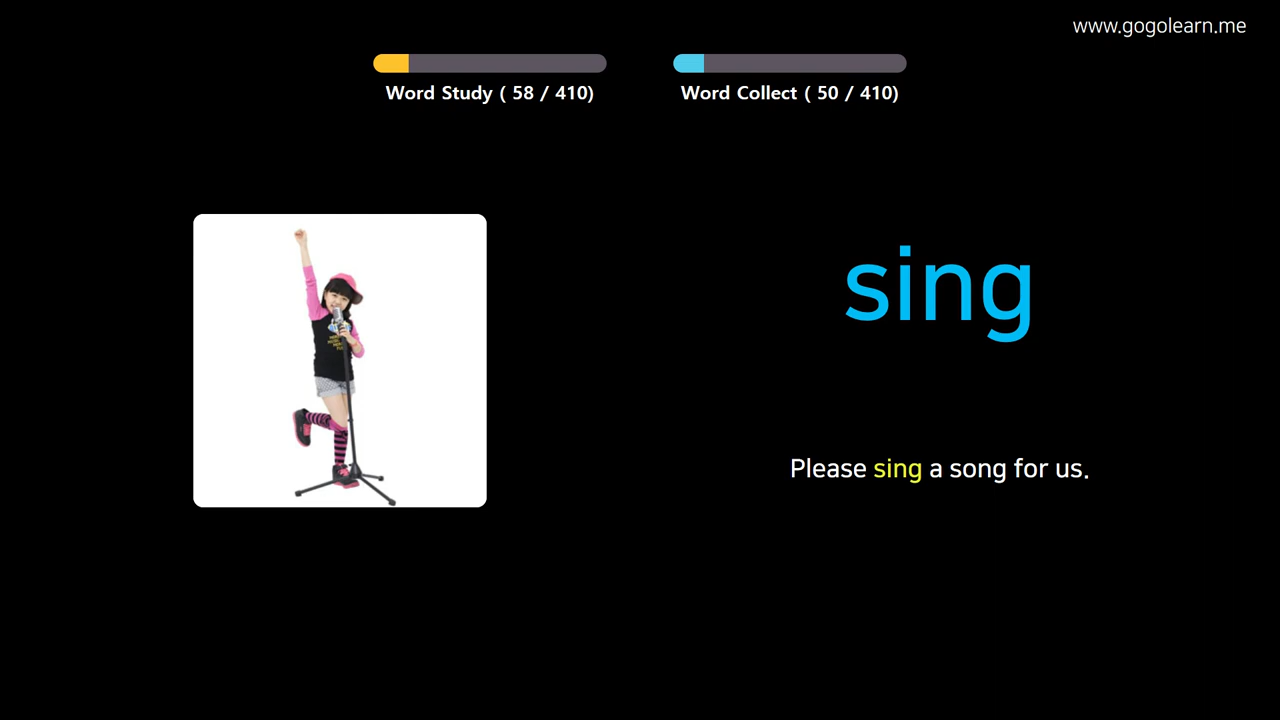 www.gogolearn.me
Word Study ( 58 / 410)
Word Collect ( 50 / 410)
sing
Please sing a song for us.